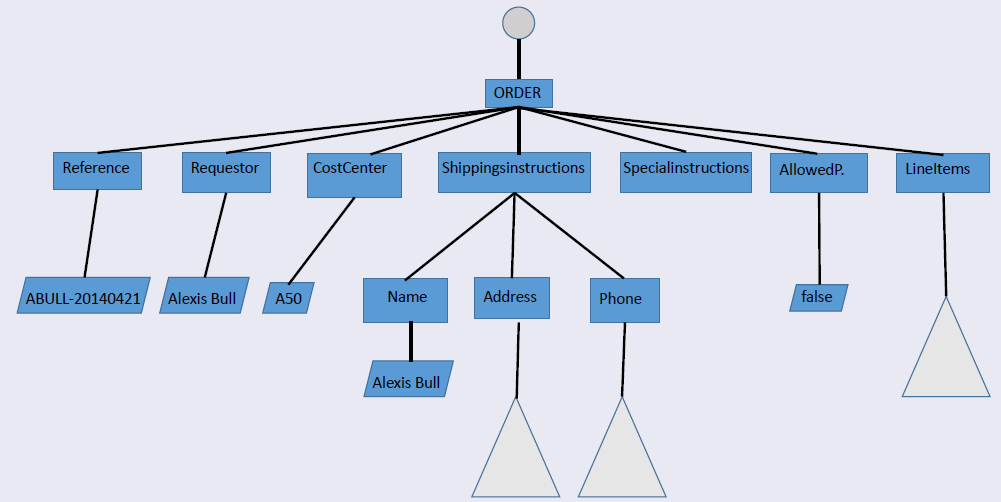 ORDER
Reference
Requestor
CostCenter
Shippingsinstructions
Specialinstructions
AllowedP.
LineItems
ABULL-20140421
Alexis Bull
A50
Name
Address
Phone
false
Alexis Bull